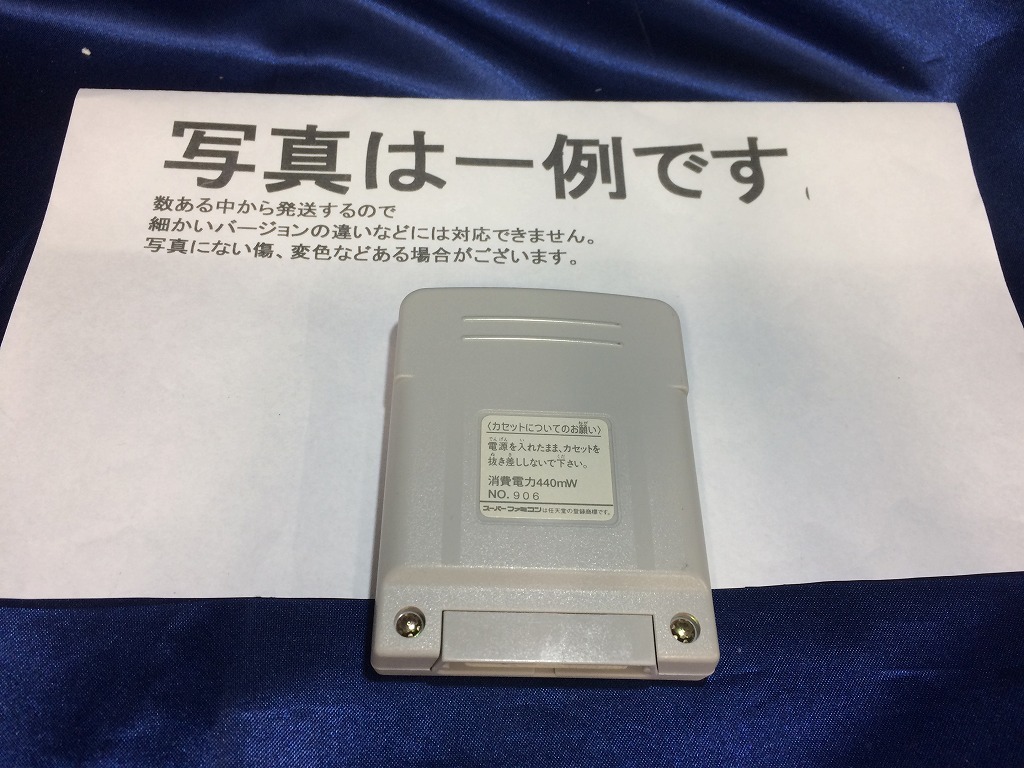 写真は一例です。
数ある中から発送するので
細かいバージョンの違いなどには対応できません。
写真にない傷、変色などある場合がございます。
〈カセットについてのお願い〉
電源を入れたまま、カセットを
抜き差ししないで下さい。
消費電力440mW
NO. 906
スーパーファミコンは任天堂の登録商標です。